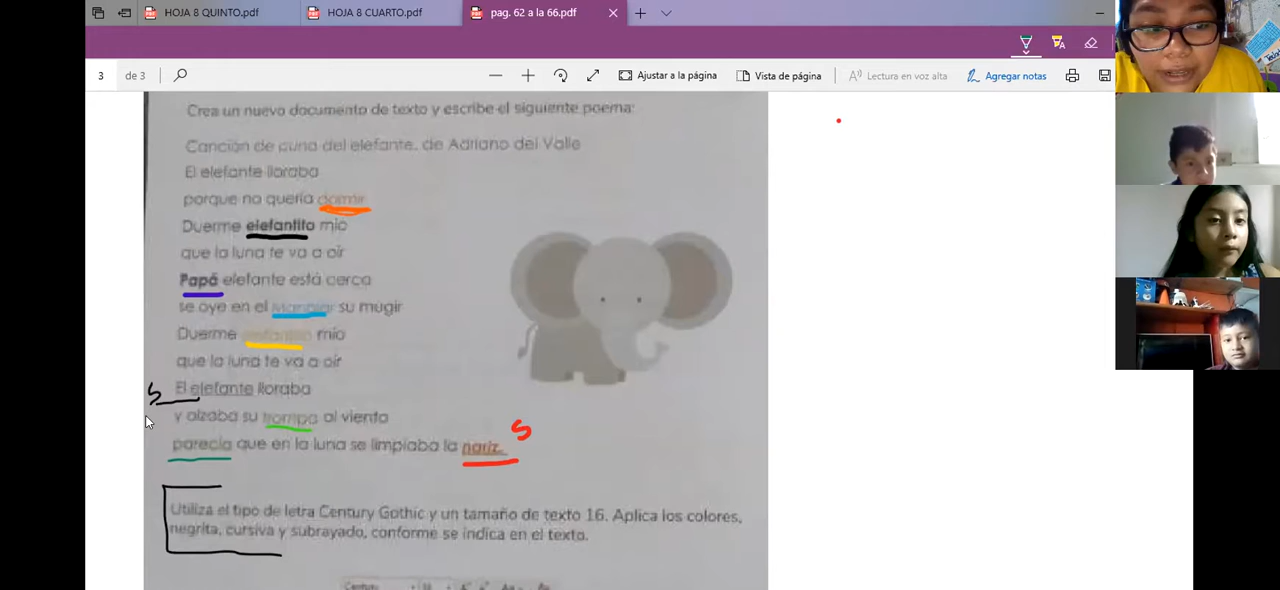 HOJA 8 QUINTO.pdf
HOJA 8 CUARTO.pdf
pag. 62 a la 66.pdf
3 de 3
Ajustar a la página
Vista de página
Lectura en voz alta
Agregar notas
Crea un nuevo documento de texto y escribe el siguiente poema:
Canción de cuna del elefante, de Adriano del Valle
El elefante lloraba
porque no quería dormir
Duerme elefantito mío
que la luna te va a oír
Papá elefante está cerca
se oye en el Manglar su mugir
Duerme elefantito mío
que la luna te va a oír
S El elefante lloraba
y alzaba su trompa al viento
parecía que en la luna se limpiaba la nariz. S
Utiliza el tipo de letra Century Gothic y un tamaño de texto 16. Aplica los colores,
negrita, cursiva y subrayado, conforme se indica en el texto.